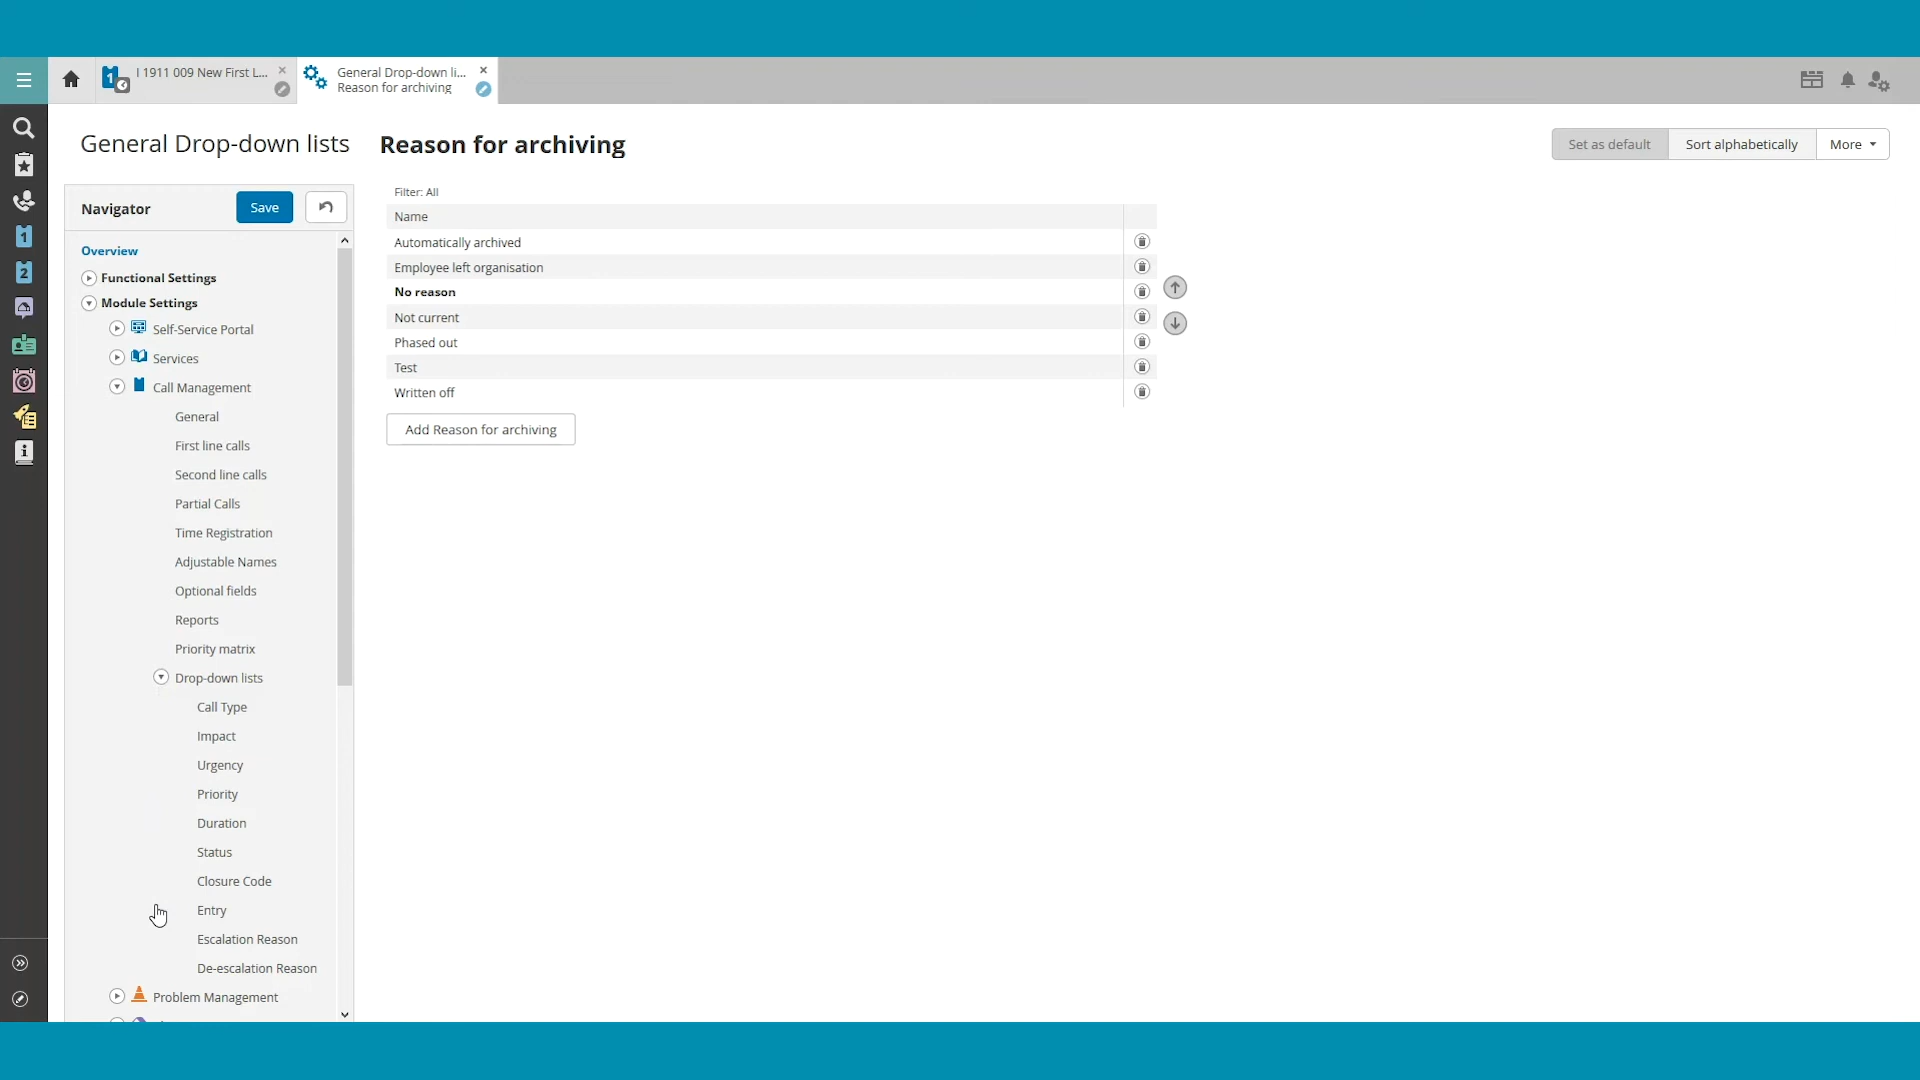 1
I 1911 009 New First L...
General Drop-down li...
Reason for archiving
General Drop-down lists
Reason for archiving
Set as default
Sort alphabetically
More
Navigator
Save
Overview
Functional Settings
Module Settings
Self-Service Portal
Services
Call Management
General
First line calls
Second line calls
Partial Calls
Time Registration
Adjustable Names
Optional fields
Reports
Priority matrix
Drop-down lists
Call Type
Impact
Urgency
Priority
Duration
Status
Closure Code
Entry
Escalation Reason
De-escalation Reason
Problem Management
Filter: All
Name
Automatically archived
Employee left organisation
No reason
Not current
Phased out
Test
Written off
Add Reason for archiving
1
2